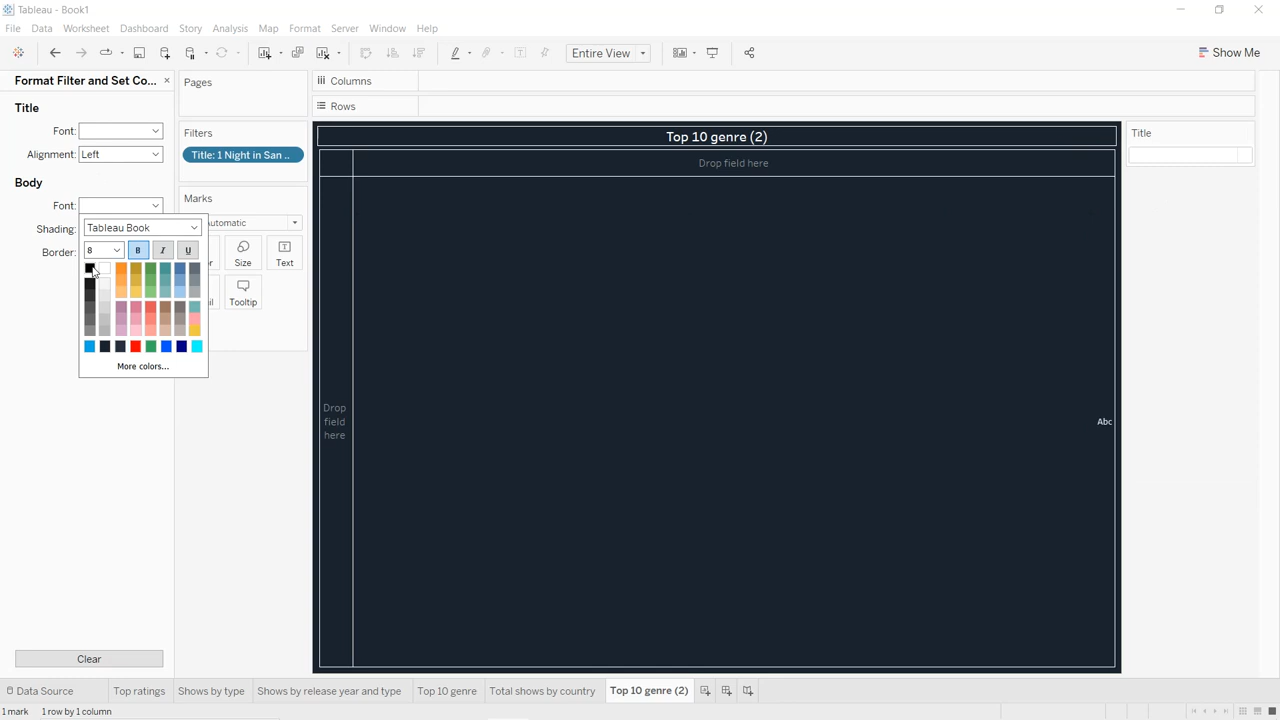 Tableau - Book1
File Data Worksheet Dashboard Story Analysis Map Format Server Window Help
Entire View
Show Me
Format Filter and Set Co...
Title
Font:
Alignment: Left
Body
Font:
Shading:
Border:
Tableau Book
8 B I U
More colors...
Clear
Pages
Filters
Title: 1 Night in San ..
Marks
utomatic
Size
Text
Tooltip
Columns
Rows
Top 10 genre (2)
Drop field here
Drop
field
here
Abc
Title
Data Source Top ratings Shows by type Shows by release year and type Top 10 genre Total shows by country Top 10 genre (2)
1 mark 1 row by 1 column